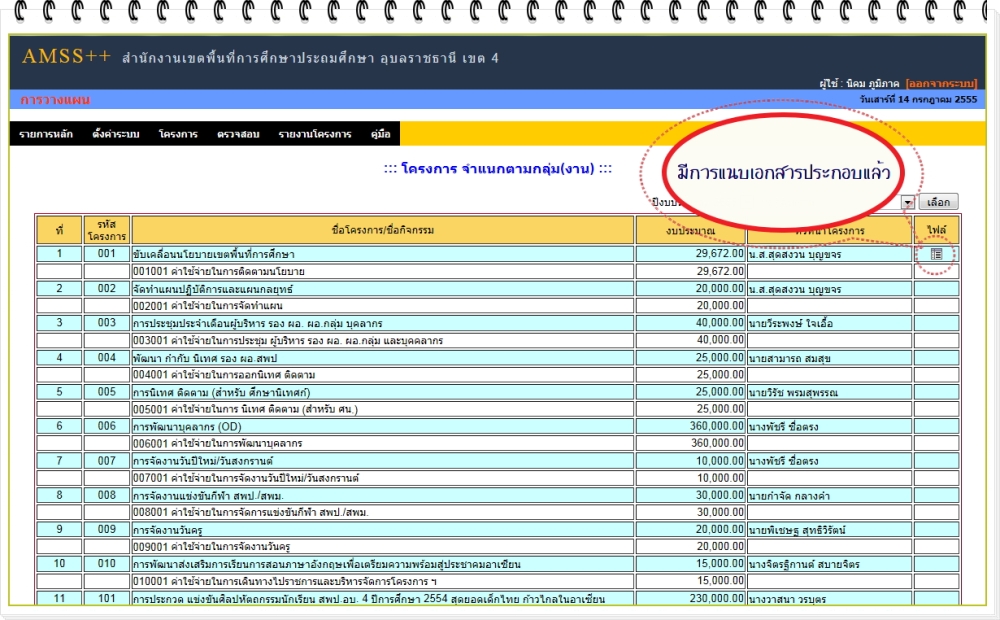 AMSS++ สำนักงานเขตพื้นที่การศึกษาประถมศึกษา อุบลราชธานี เขต 4
ผู้ใช้ : นิคม ภูมิภาค [ออกจากระบบ]
การวางแผน วันเสาร์ที่ 14 กรกฎาคม 2555
รายการหลัก ตั้งค่าระบบ โครงการ ตรวจสอบ รายงานโครงการ คู่มือ
::: โครงการ จำแนกตามกลุ่ม(งาน) :::
มีการแนบเอกสารประกอบแล้ว
เลือก
ที่ รหัสโครงการ ชื่อโครงการ/ชื่อกิจกรรม งบประมาณ ไฟล์
1 001 ขับเคลื่อนนโยบายเขตพื้นที่การศึกษา 29,672.00 น.ส.สุดสงวน บุญขจร
001001 ค่าใช้จ่ายในการติดตามนโยบาย 29,672.00
2 002 จัดทำแผนปฏิบัติการและแผนกลยุทธ์ 20,000.00 น.ส.สุดสงวน บุญขจร
002001 ค่าใช้จ่ายในการจัดทำแผน 20,000.00
3 003 การประชุมประจำเดือนผู้บริหาร รอง ผอ. ผอ.กลุ่ม บุคลากร 40,000.00 นายวีระพงษ์ ใจเอื้อ
003001 ค่าใช้จ่ายในการประชุม ผู้บริหาร รอง ผอ. ผอ.กลุ่ม และบุคคลากร 40,000.00
4 004 พัฒนา กำกับ นิเทศ รอง ผอ.สพป 25,000.00 นายสามารถ สมสุข
004001 ค่าใช้จ่ายในการออกนิเทศ ติดตาม 25,000.00
5 005 การนิเทศ ติดตาม (สำหรับ ศึกษานิเทศก์) 25,000.00 นายวิรัช พรมสุพรรณ
005001 ค่าใช้จ่ายในการ นิเทศ ติดตาม (สำหรับ ศน.) 25,000.00
6 006 การพัฒนาบุคลากร (OD) 360,000.00 นางพัชรี ชื่อตรง
006001 ค่าใช้จ่ายในการพัฒนาบุคลากร 360,000.00
7 007 การจัดงานวันปีใหม่/วันสงกรานต์ 10,000.00 นางพัชรี ชื่อตรง
007001 ค่าใช้จ่ายในการจัดงานวันปีใหม่/วันสงกรานต์ 10,000.00
8 008 การจัดงานแข่งขันกีฬา สพป./สพม. 30,000.00 นายกำจัด กลางคำ
008001 ค่าใช้จ่ายในการจัดการแข่งขันกีฬา สพป./สพม. 30,000.00
9 009 การจัดงานวันครู 20,000.00 นายพิเชษฐ สุทธิวิรัตน์
009001 ค่าใช้จ่ายในการจัดงานวันครู 20,000.00
10 010 การพัฒนาส่งเสริมการเรียนการสอนภาษาอังกฤษเพื่อเตรียมความพร้อมสู่ประชาคมอาเซียน 15,000.00 นางจิตรฐิกานต์ สบายจิตร
010001 ค่าใช้จ่ายในการเดินทางไปราชการและบริหารจัดการโครงการ ฯ 15,000.00
11 101 การประกวด แข่งขันศิลปหัตถกรรมนักเรียน สพป.อบ. 4 ปีการศึกษา 2554 สุดยอดเด็กไทย ก้าวไกลในอาเซียน 230,000.00 นางวาสนา วรบุตร